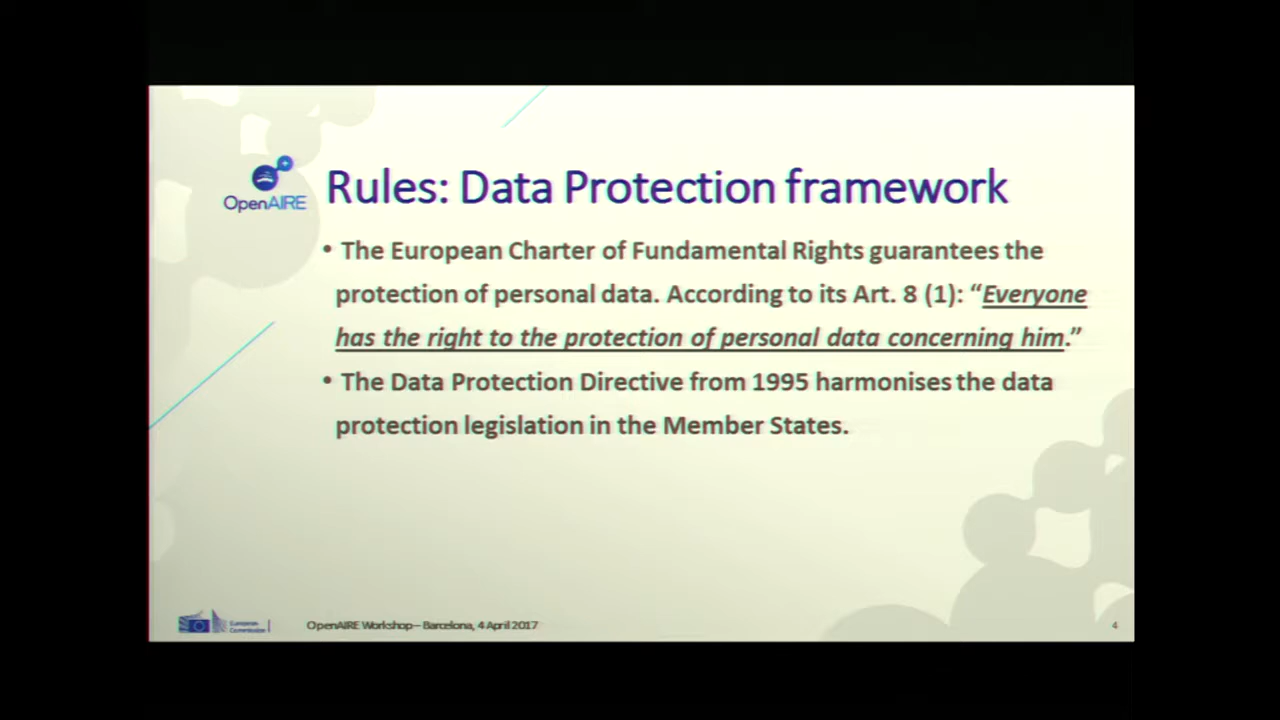 OpenAIRE
Rules: Data Protection framework
• The European Charter of Fundamental Rights guarantees the
protection of personal data. According to its Art. 8 (1): “Everyone
has the right to the protection of personal data concerning him.”
• The Data Protection Directive from 1995 harmonises the data
protection legislation in the Member States.
European
Commission
OpenAIRE Workshop – Barcelona, 4 April 2017
4